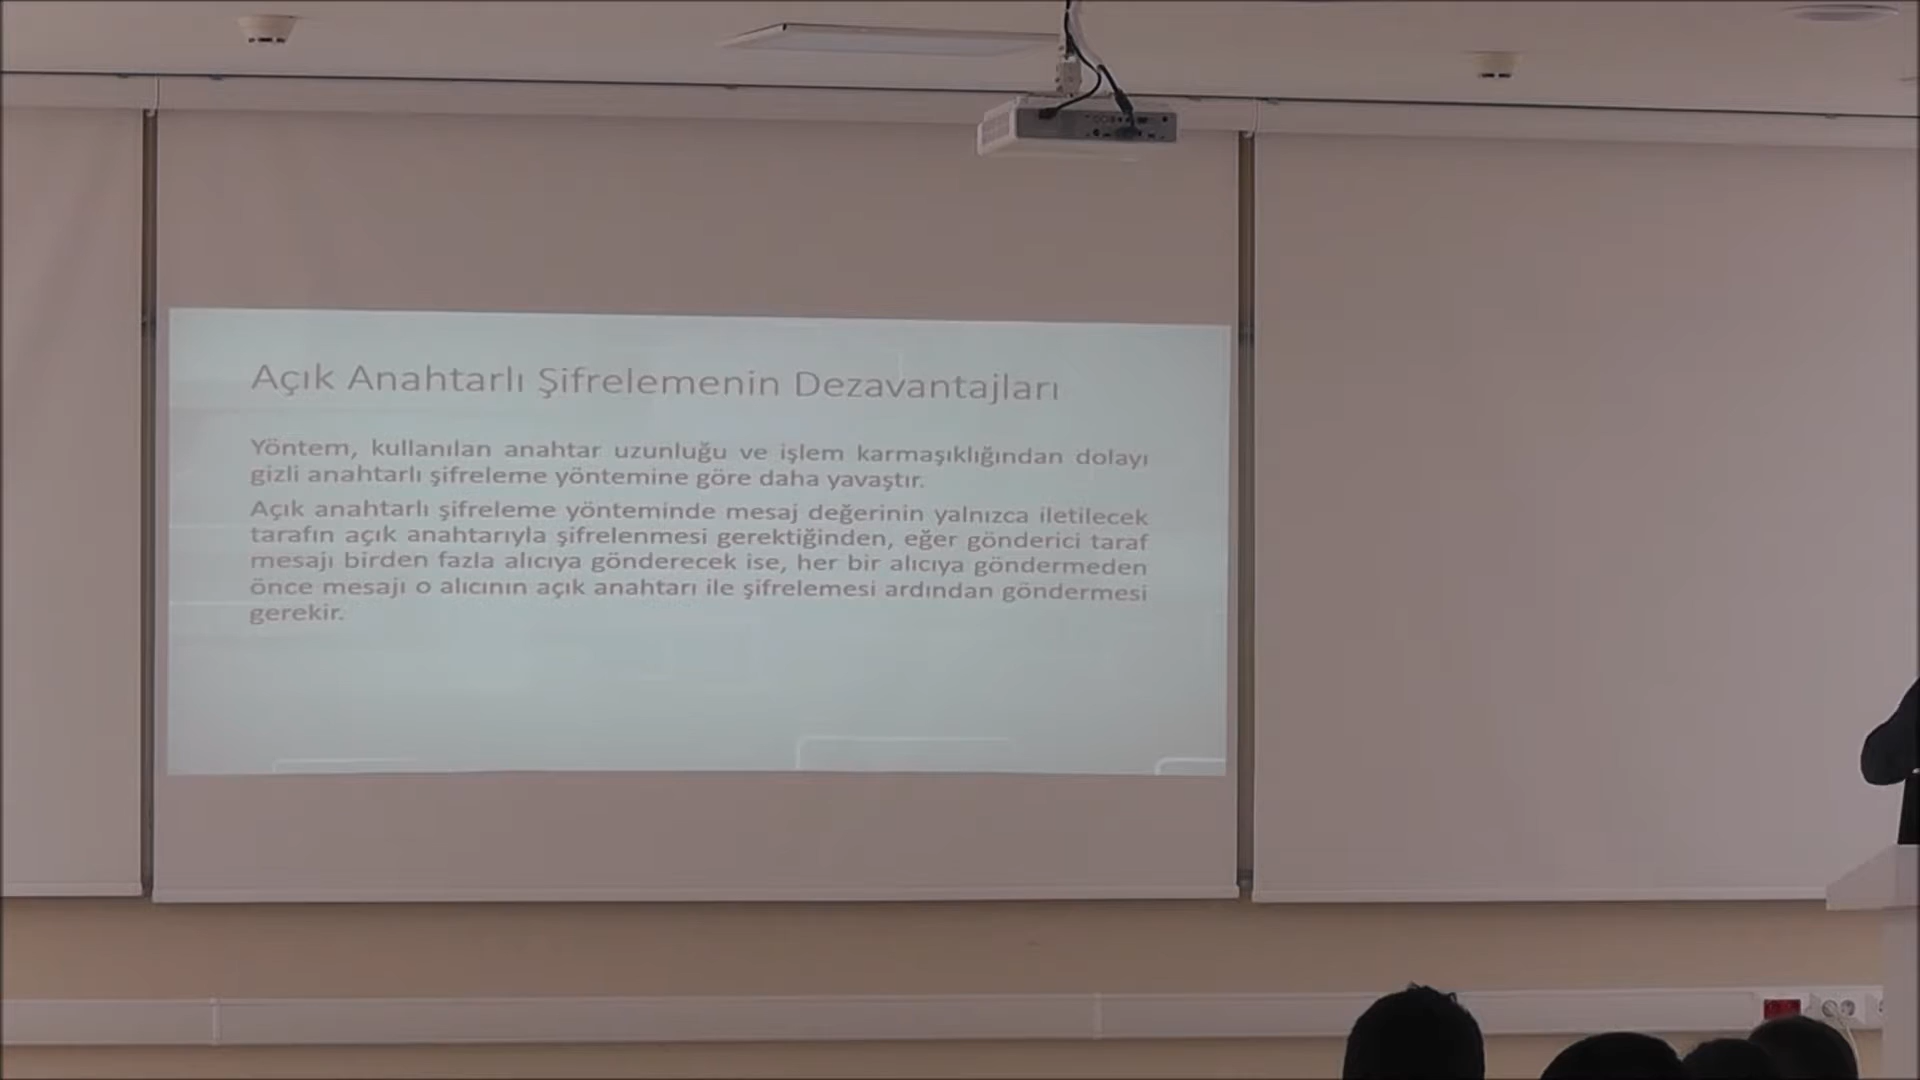 Açık Anahtarlı Şifrelemenin Dezavantajları
Yöntem, kullanılan anahtar uzunluğu ve işlem karmaşıklığından dolayı
gizli anahtarlı şifreleme yöntemine göre daha yavaştır.
Açık anahtarlı şifreleme yönteminde mesaj değerinin yalnızca iletilecek
tarafın açık anahtarıyla şifrelenmesi gerektiğinden, eğer gönderici taraf
mesajı birden fazla alıcıya gönderecek ise, her bir alıcıya göndermeden
önce mesajı o alıcının açık anahtarı ile şifrelemesi ardından göndermesi
gerekir.